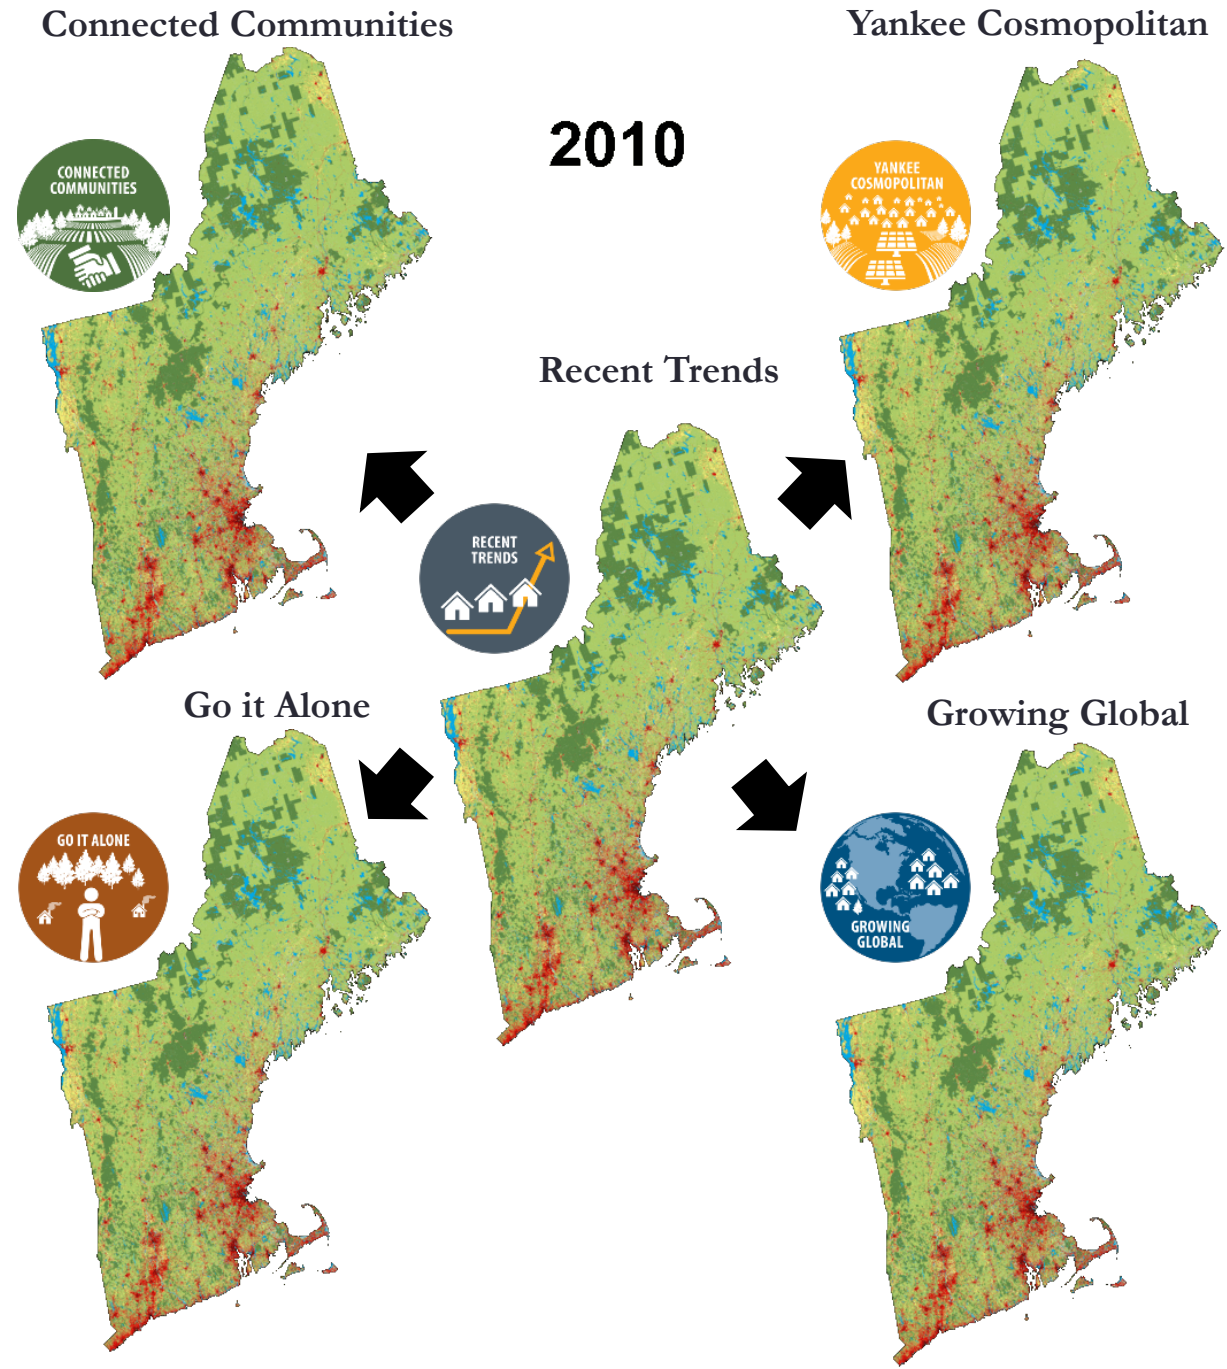 Connected Communities
Yankee Cosmopolitan
2010
CONNECTED
COMMUNITIES
YANKEE
COSMOPOLITAN
Recent Trends
RECENT
TRENDS
Go it Alone
Growing Global
GO IT ALONE
GROWING
GLOBAL